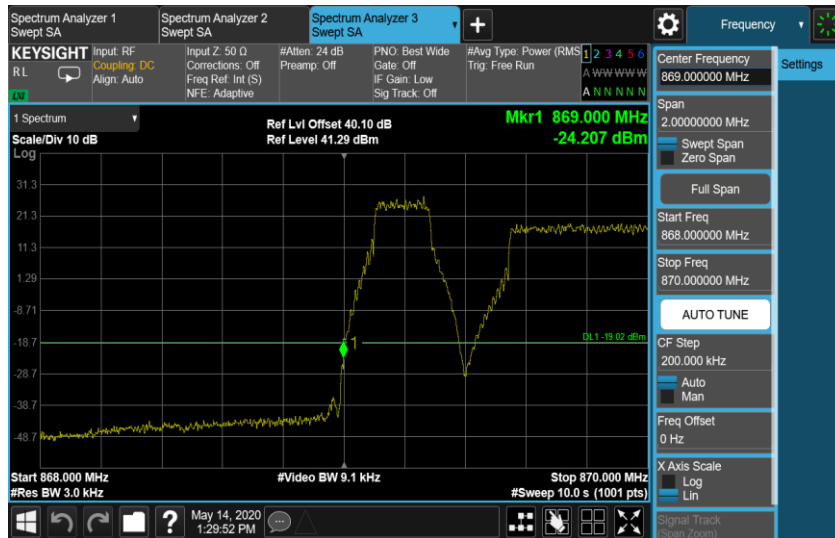 Spectrum Analyzer 1
Swept SA
Spectrum Analyzer 2
Swept SA
Spectrum Analyzer 3
Swept SA
Frequency
KEYSIGHT
R L
LXI
Input: RF
Coupling: DC
Align: Auto
Input Z: 50 Ω
Corrections: Off
Freq Ref: Int (S)
NFE: Adaptive
#Atten: 24 dB
Preamp: Off
PNO: Best Wide
Gate: Off
IF Gain: Low
Sig Track: Off
#Avg Type: Power (RMS
Trig: Free Run
1 2 3 4 5 6
A W W W W W
A N N N N N
1 Spectrum
Scale/Div 10 dB
Log
Ref Lvl Offset 40.10 dB
Ref Level 41.29 dBm
Mkr1 869.000 MHz
-24.207 dBm
31.3
21.3
11.3
1.29
-8.71
-18.7
-28.7
-38.7
-48.7
1
DL1 -19.02 dBm
Start 868.000 MHz
#Res BW 3.0 kHz
#Video BW 9.1 kHz
Stop 870.000 MHz
#Sweep 10.0 s (1001 pts)
May 14, 2020
1:29:52 PM
Center Frequency
869.000000 MHz
Settings
Span
2.00000000 MHz
Swept Span
Zero Span
Full Span
Start Freq
868.000000 MHz
Stop Freq
870.000000 MHz
AUTO TUNE
CF Step
200.000 kHz
Auto
Man
Freq Offset
0 Hz
X Axis Scale
Log
Lin
Signal Track
(Span Zoom)